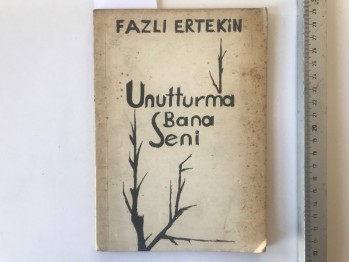 FAZLI ERTEKİN
Unutturma
Bana
Seni